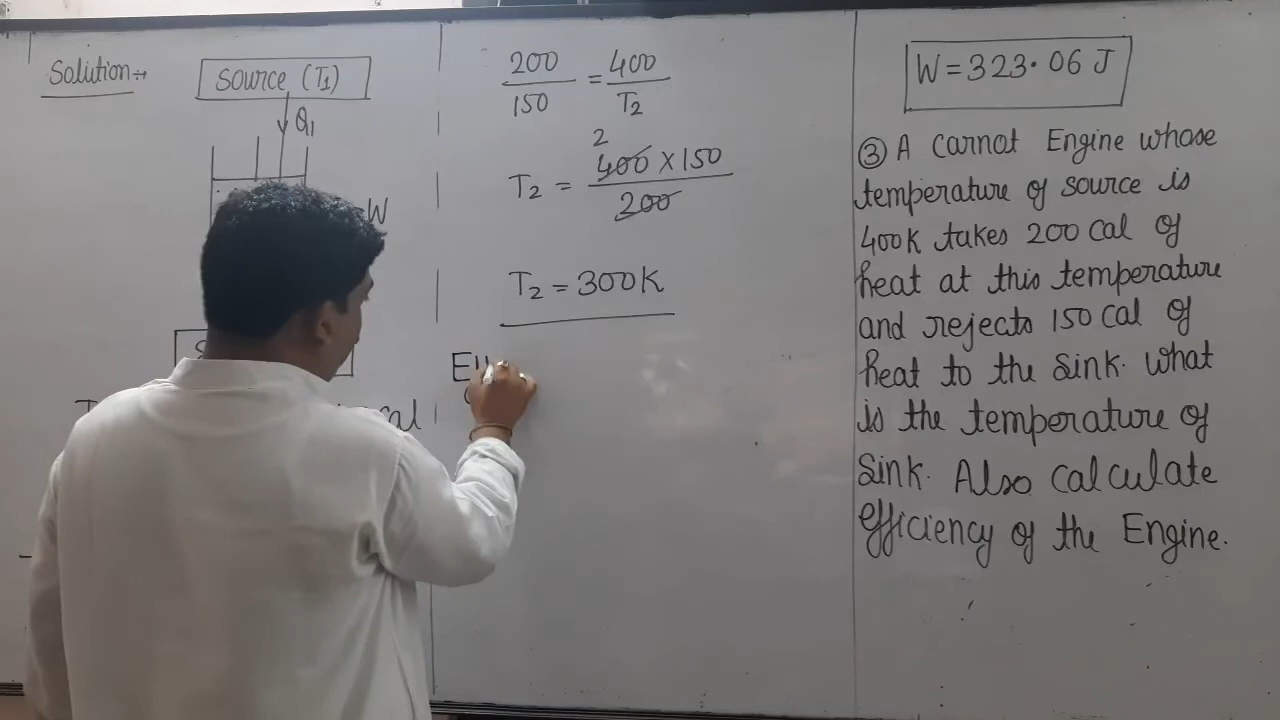 Solution →
Source (T₁)
Q₁
W
cal
200/150 = 400/T₂
2
T₂ = 400 × 150/200
T₂ = 300K
W = 323.06 J
③ A Carnot Engine whose
temperature of source is
400K takes 200 Cal of
heat at this temperature
and rejects 150 Cal of
heat to the Sink. What
is the temperature of
Sink. Also calculate
efficiency of the Engine.